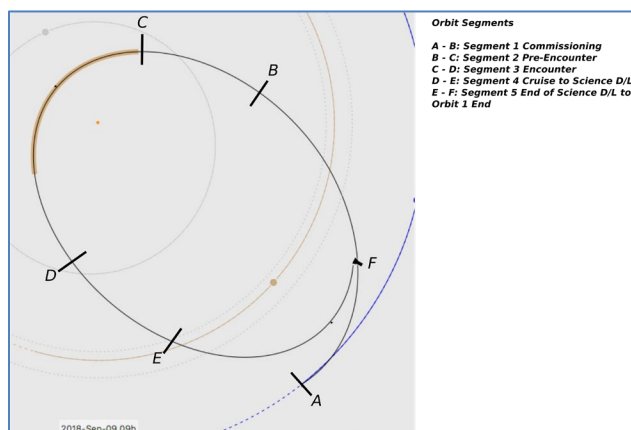 C
B
D
F
E
A
2018-Sep-09 09h
Orbit Segments
A - B: Segment 1 Commissioning
B - C: Segment 2 Pre-Encounter
C - D: Segment 3 Encounter
D - E: Segment 4 Cruise to Science D/L
E - F: Segment 5 End of Science D/L to
Orbit 1 End